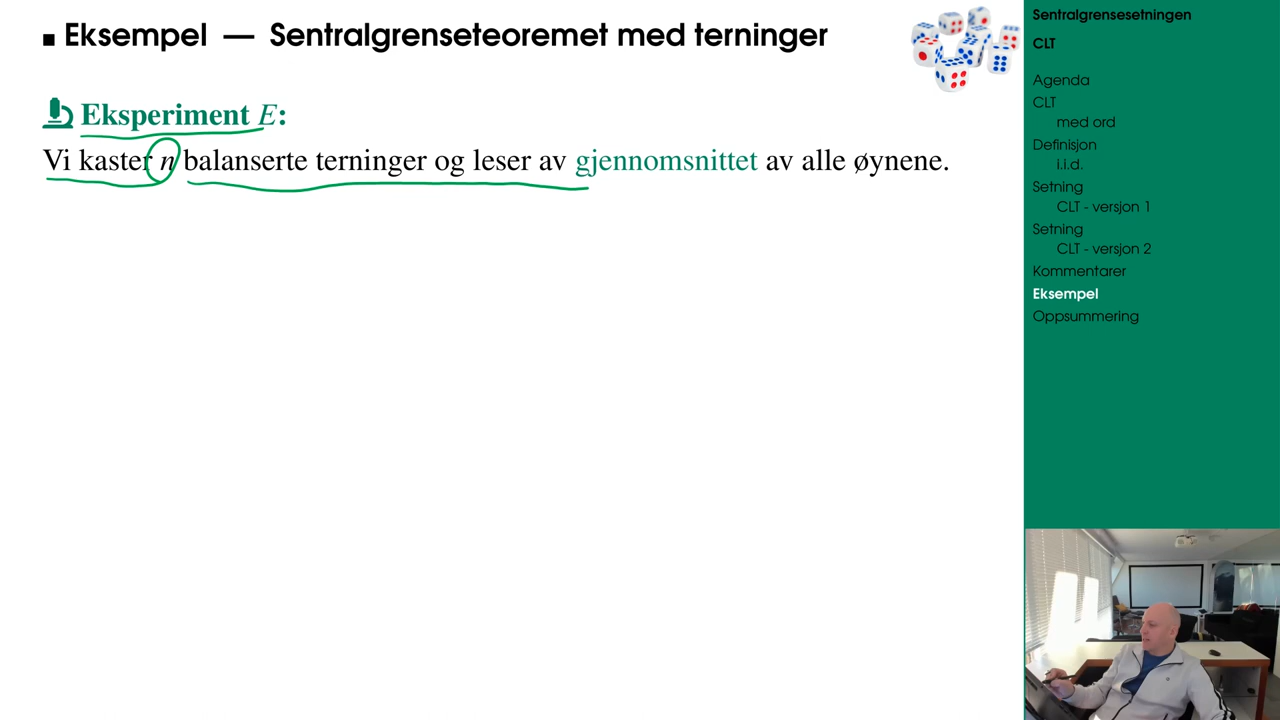 Eksempel — Sentralgrenseteoremet med terninger
Eksperiment E:
Vi kaster n balanserte terninger og leser av gjennomsnittet av alle øynene.
Sentralgrensesetningen
CLT
Agenda
CLT
med ord
Definisjon
i.i.d.
Setning
CLT - versjon 1
Setning
CLT - versjon 2
Kommentarer
Eksempel
Oppsummering